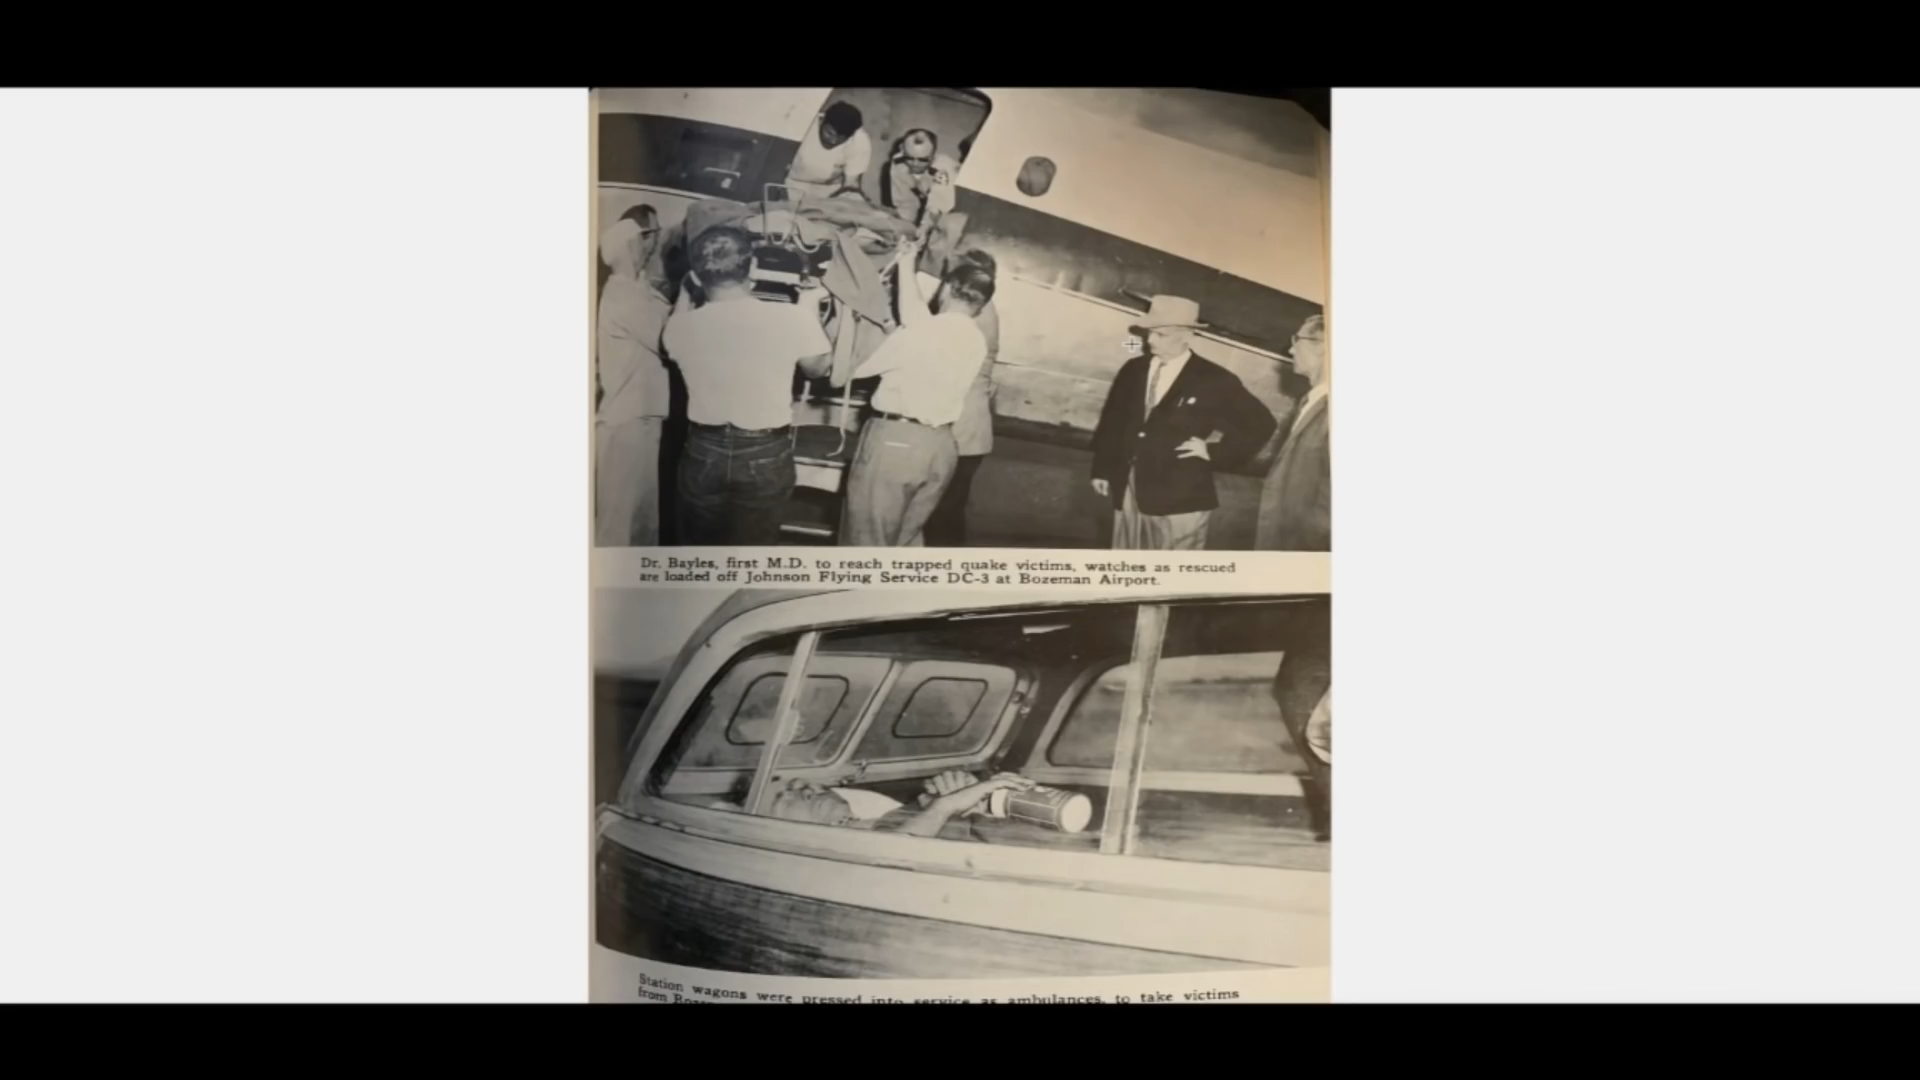 Dr. Bayles, first M.D. to reach trapped quake victims, watches as rescued
are loaded off Johnson Flying Service DC-3 at Bozeman Airport.
Station wagons were pressed into service as ambulances, to take victims
from